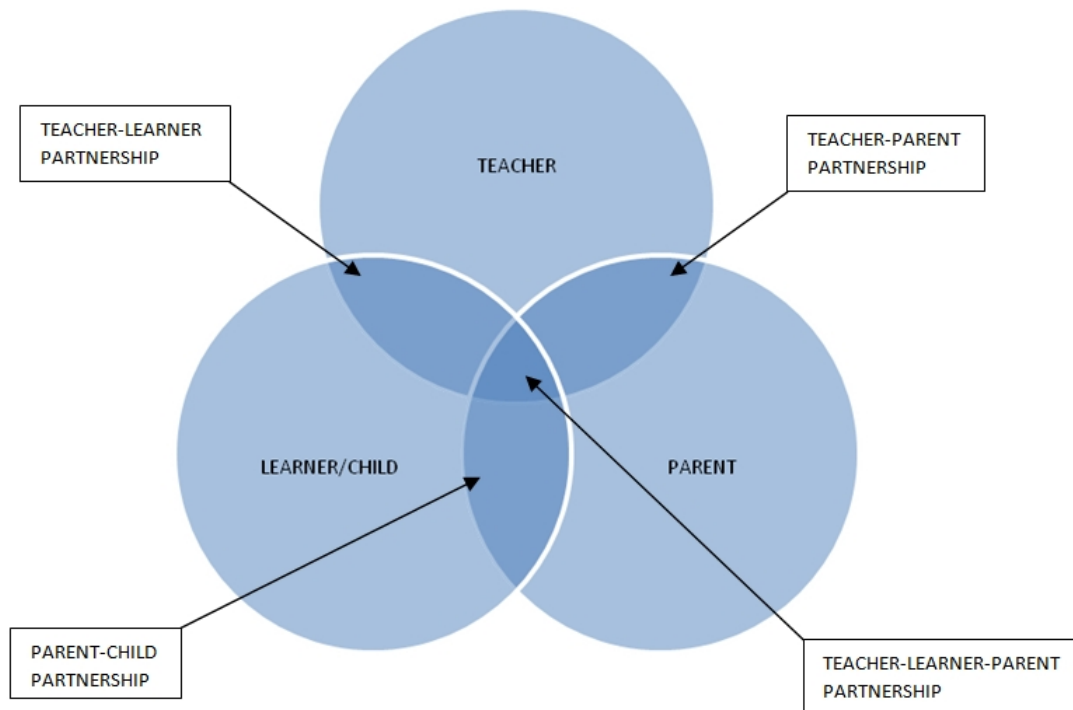 TEACHER-LEARNER
PARTNERSHIP
TEACHER-PARENT
PARTNERSHIP
TEACHER
LEARNER/CHILD
PARENT
PARENT-CHILD
PARTNERSHIP
TEACHER-LEARNER-PARENT
PARTNERSHIP